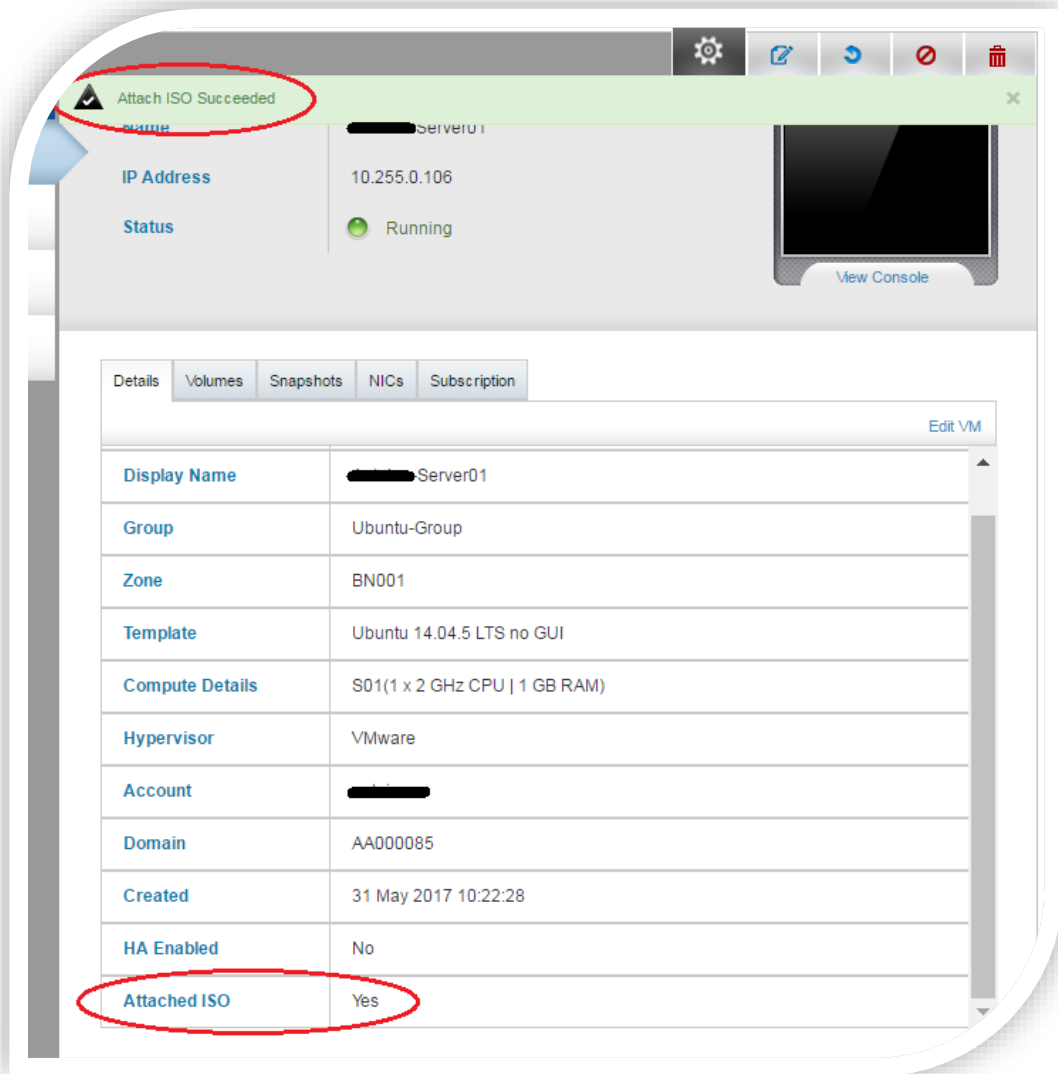 Attach ISO Succeeded
Name Server01
IP Address 10.255.0.106
Status Running
View Console
Details Volumes Snapshots NICs Subscription
Edit VM
Display Name -Server01
Group Ubuntu-Group
Zone BN001
Template Ubuntu 14.04.5 LTS no GUI
Compute Details S01(1 x 2 GHz CPU | 1 GB RAM)
Hypervisor VMware
Account
Domain AA000085
Created 31 May 2017 10:22:28
HA Enabled No
Attached ISO Yes